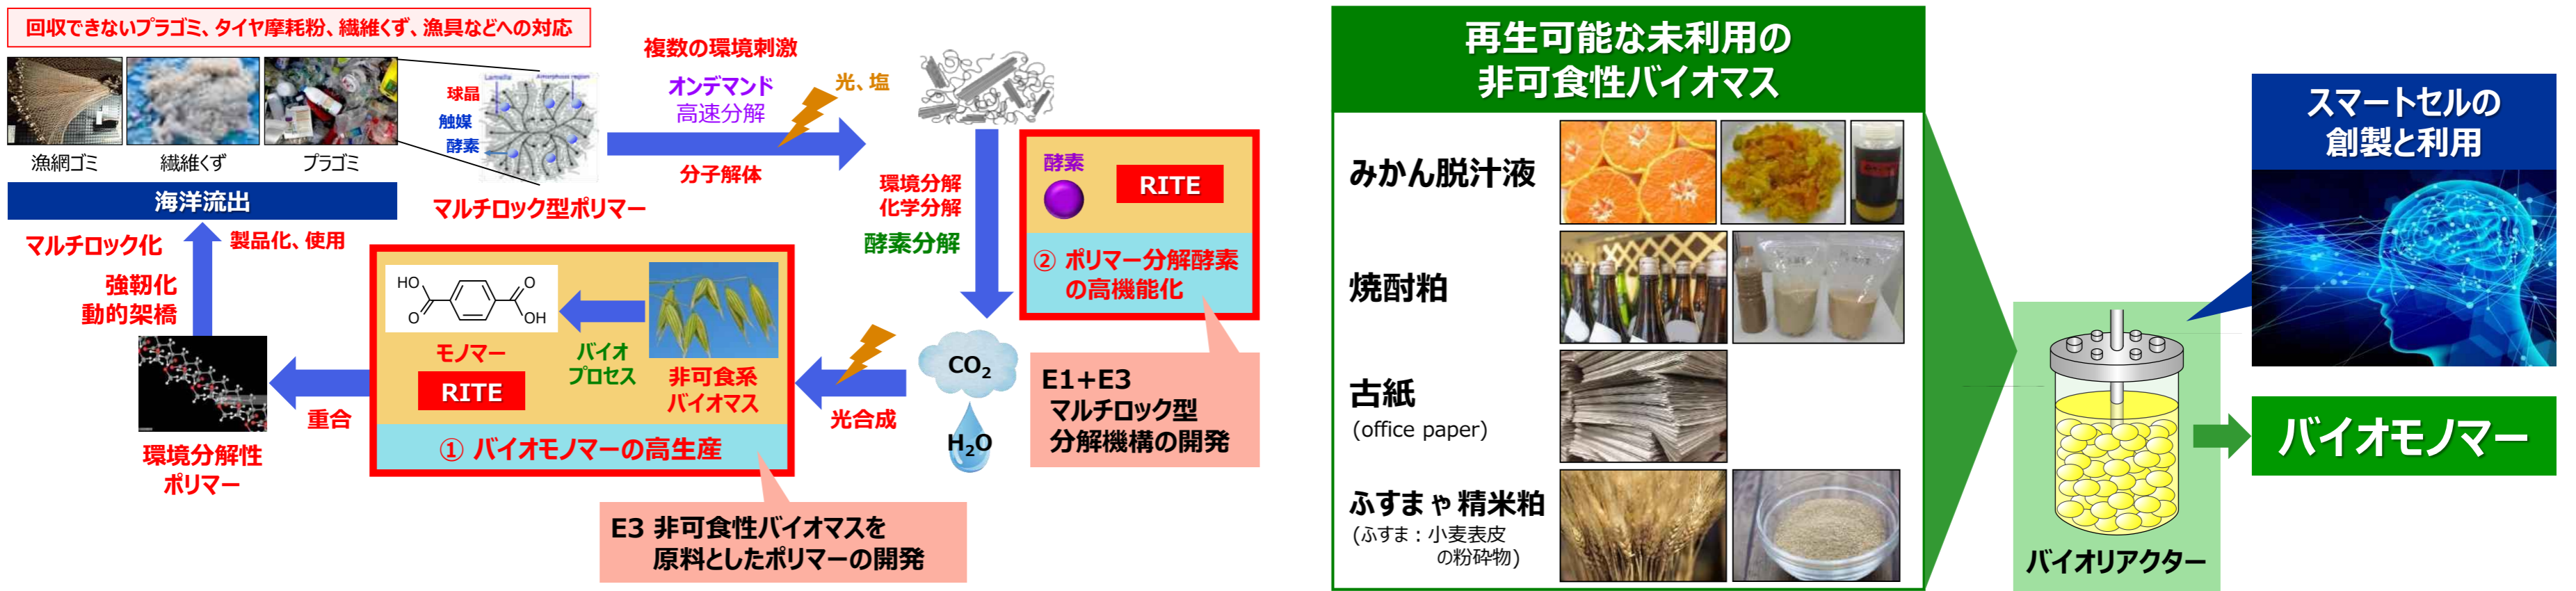 回収できないプラゴミ、タイヤ摩耗粉、繊維くず、漁具などへの対応
漁網ゴミ
繊維くず
プラゴミ
海洋流出
Lamella
Amorphous region
球晶
触媒
酵素
マルチロック型ポリマー
複数の環境刺激
オンデマンド
高速分解
光、塩
分子解体
環境分解
化学分解
酵素分解
酵素
RITE
② ポリマー分解酵素
の高機能化
E1+E3
マルチロック型
分解機構の開発
CO2
H2O
光合成
HO
O
O
OH
モノマー
RITE
バイオ
プロセス
非可食系
バイオマス
① バイオモノマーの高生産
E3 非可食性バイオマスを
原料としたポリマーの開発
重合
環境分解性
ポリマー
マルチロック化
強靭化
動的架橋
製品化、使用
再生可能な未利用の
非可食性バイオマス
みかん脱汁液
焼酎粕
古紙
(office paper)
ふすまや精米粕
(ふすま：小麦表皮
の粉砕物)
バイオリアクター
スマートセルの
創製と利用
バイオモノマー